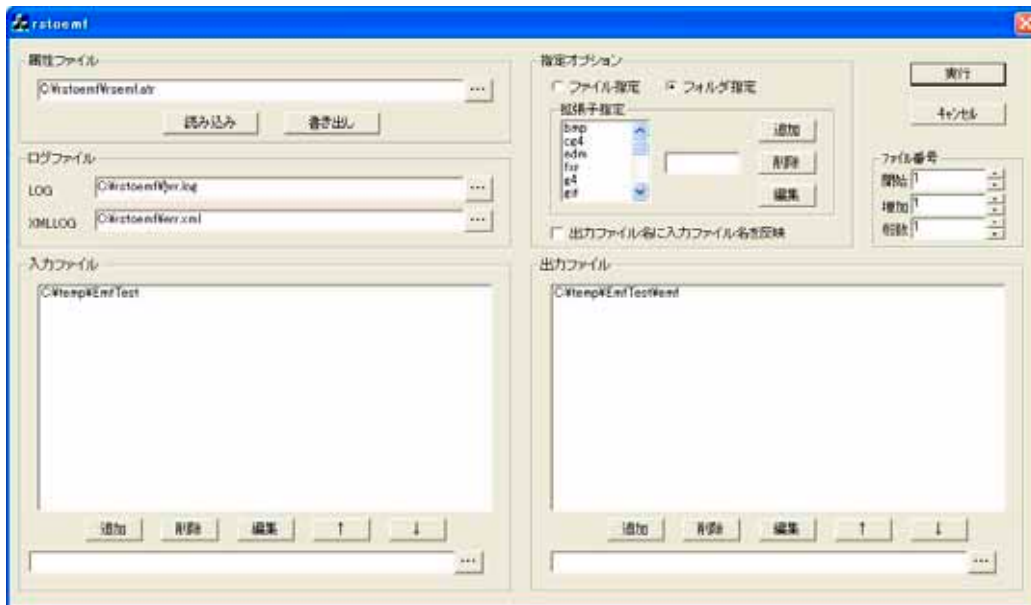 rstoemf
属性ファイル
C:¥rstoemf¥rsemf.atr
...
読み込み
書き出し
ログファイル
LOG
C:¥rstoemf¥err.log
...
XMLLOG
C:¥rstoemf¥err.xml
...
指定オプション
ファイル指定
フォルダ指定
拡張子指定
bmp
cg4
edm
fxr
g4
gif
追加
削除
編集
出力ファイル名に入力ファイル名を反映
実行
キャンセル
ファイル番号
開始 1
増加 1
桁数 1
入力ファイル
C:¥temp¥EmfTest
追加
削除
編集
↑
↓
...
出力ファイル
C:¥temp¥EmfTest¥emf
追加
削除
編集
↑
↓
...